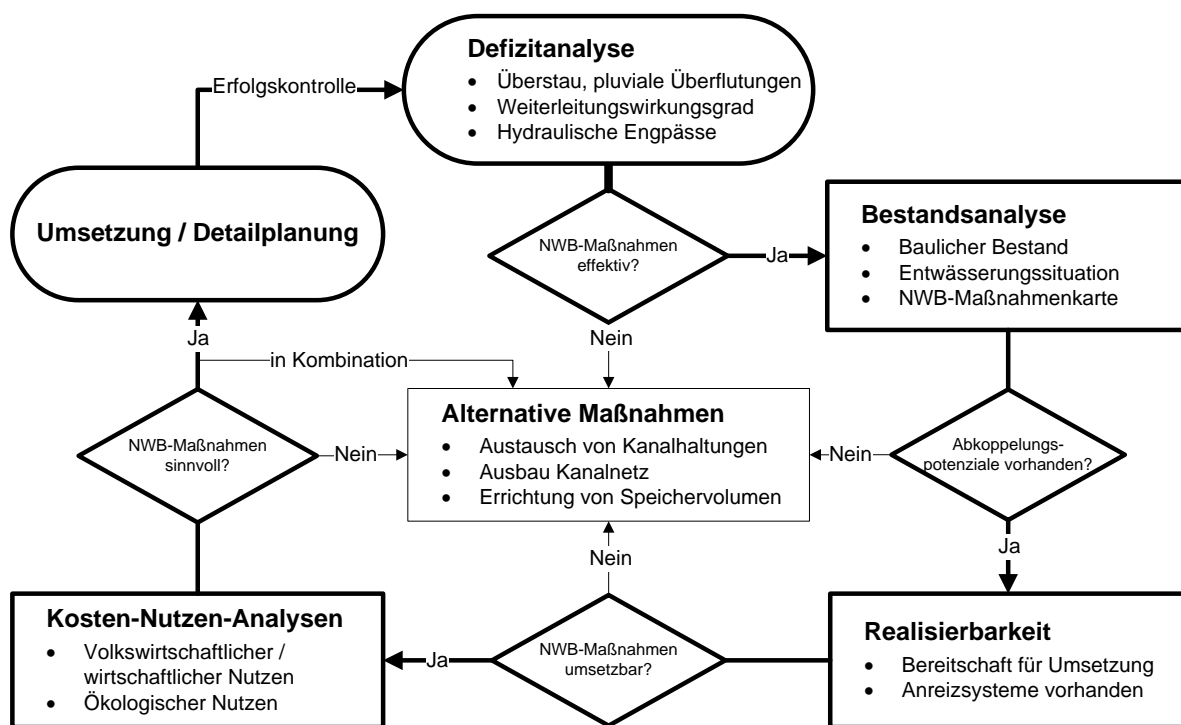 Defizitanalyse
• Überstau, pluviale Überflutungen
• Weiterleitungswirkungsgrad
• Hydraulische Engpässe
Erfolgskontrolle
Umsetzung / Detailplanung
NWB-Maßnahmen
effektiv?
Ja
Bestandsanalyse
• Baulicher Bestand
• Entwässerungssituation
• NWB-Maßnahmenkarte
Nein
Ja
in Kombination
Alternative Maßnahmen
• Austausch von Kanalhaltungen
• Ausbau Kanalnetz
• Errichtung von Speichervolumen
NWB-Maßnahmen
sinnvoll?
Nein
Nein
Abkoppelungs-
potenziale vorhanden?
Ja
Nein
Kosten-Nutzen-Analysen
• Volkswirtschaftlicher /
wirtschaftlicher Nutzen
• Ökologischer Nutzen
Ja
NWB-Maßnahmen
umsetzbar?
Realisierbarkeit
• Bereitschaft für Umsetzung
• Anreizsysteme vorhanden